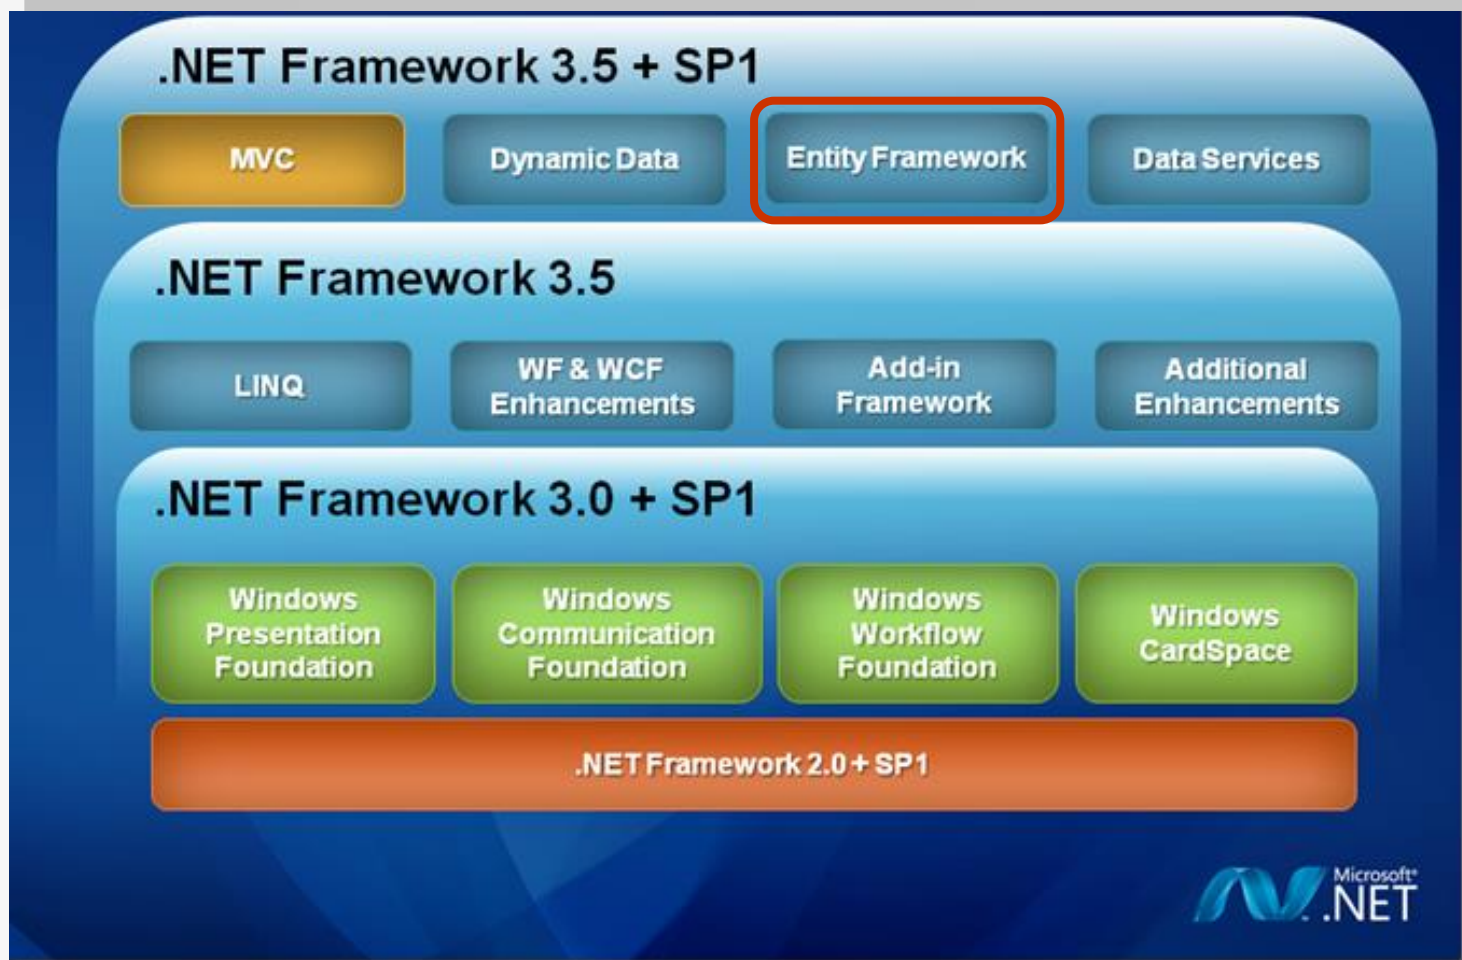 .NET Framework 3.5 + SP1
MVC
Dynamic Data
Entity Framework
Data Services
.NET Framework 3.5
LINQ
WF & WCF
Enhancements
Add-in
Framework
Additional
Enhancements
.NET Framework 3.0 + SP1
Windows
Presentation
Foundation
Windows
Communication
Foundation
Windows
Workflow
Foundation
Windows
CardSpace
.NET Framework 2.0 + SP1
Microsoft®
.NET